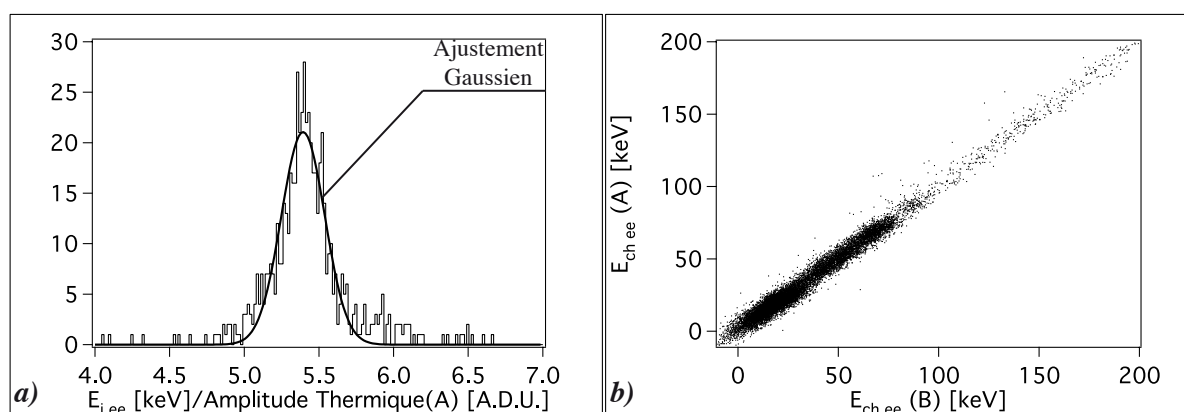 30
25
20
15
10
5
0
4.0 4.5 5.0 5.5 6.0 6.5 7.0
Ajustement
Gaussien
a)
E_i ee [keV]/Amplitude Thermique(A) [A.D.U.]
200
150
100
50
0
E_ch ee (A) [keV]
0 50 100 150 200
b)
E_ch ee (B) [keV]